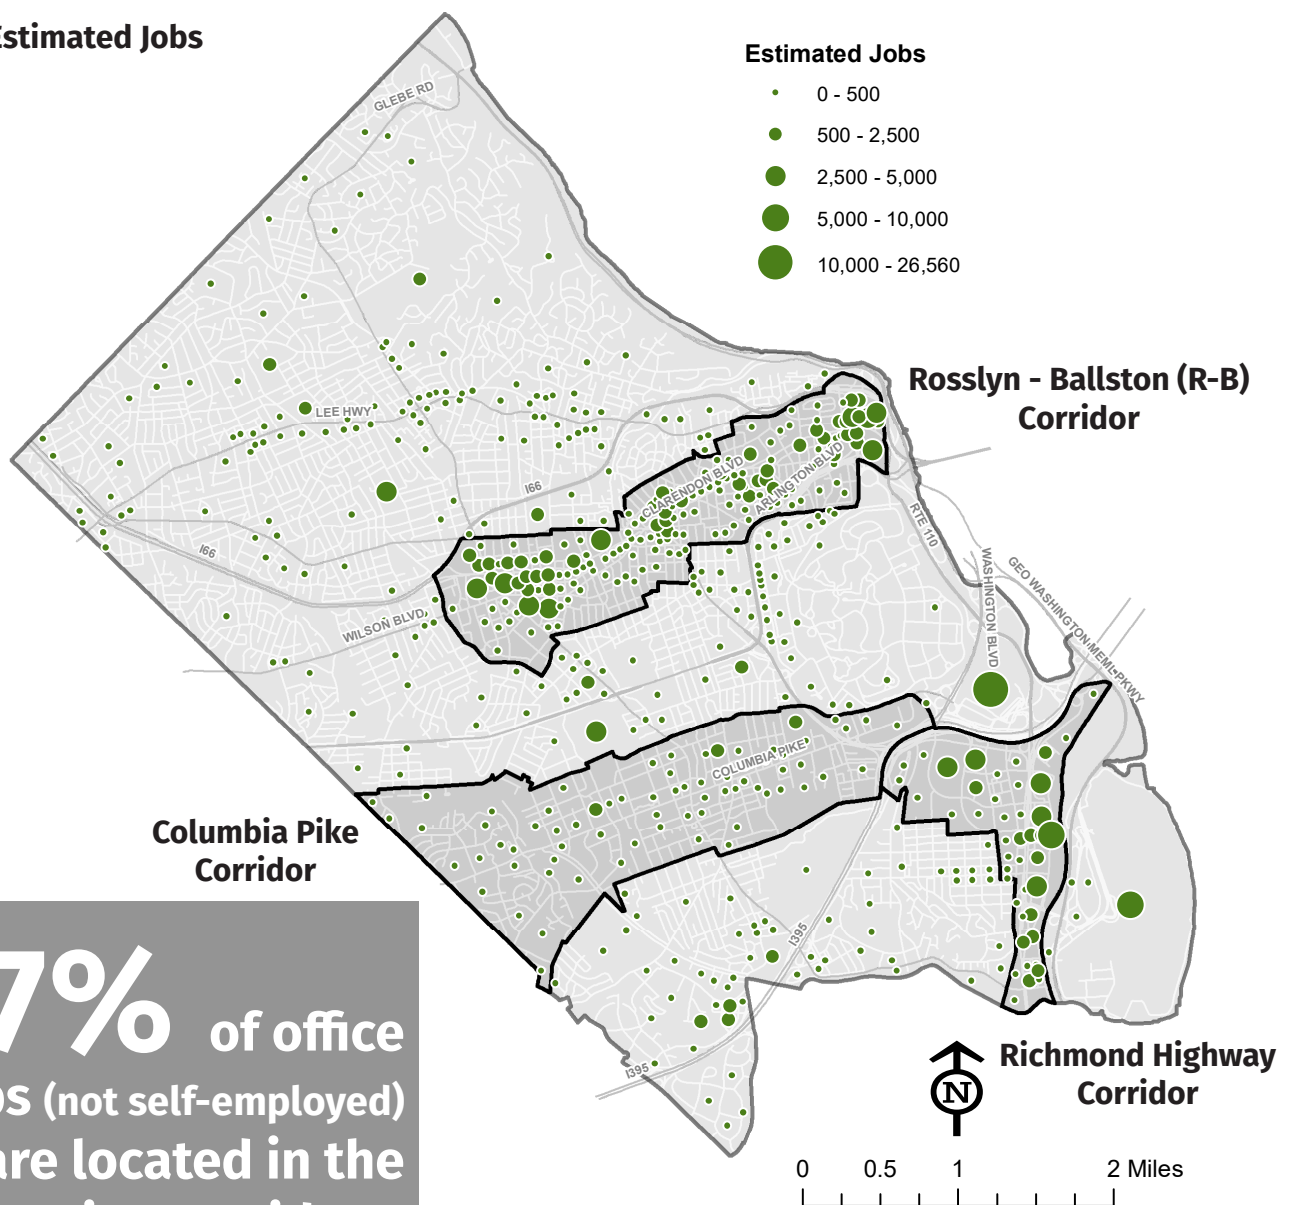 Estimated Jobs
Estimated Jobs
0 - 500
500 - 2,500
2,500 - 5,000
5,000 - 10,000
10,000 - 26,560
GLEBE RD
Rosslyn - Ballston (R-B)
Corridor
LEE HWY
I66
CLARENDON BLVD
ARLINGTON BLVD
RTE 110
I66
WASHINGTON BLVD
GEO WASHINGTON MEML PKWY
WILSON BLVD
COLUMBIA PIKE
Columbia Pike
Corridor
I395
I395
7% of office
(not self-employed)
are located in the
N
Richmond Highway
Corridor
0 0.5 1 2 Miles